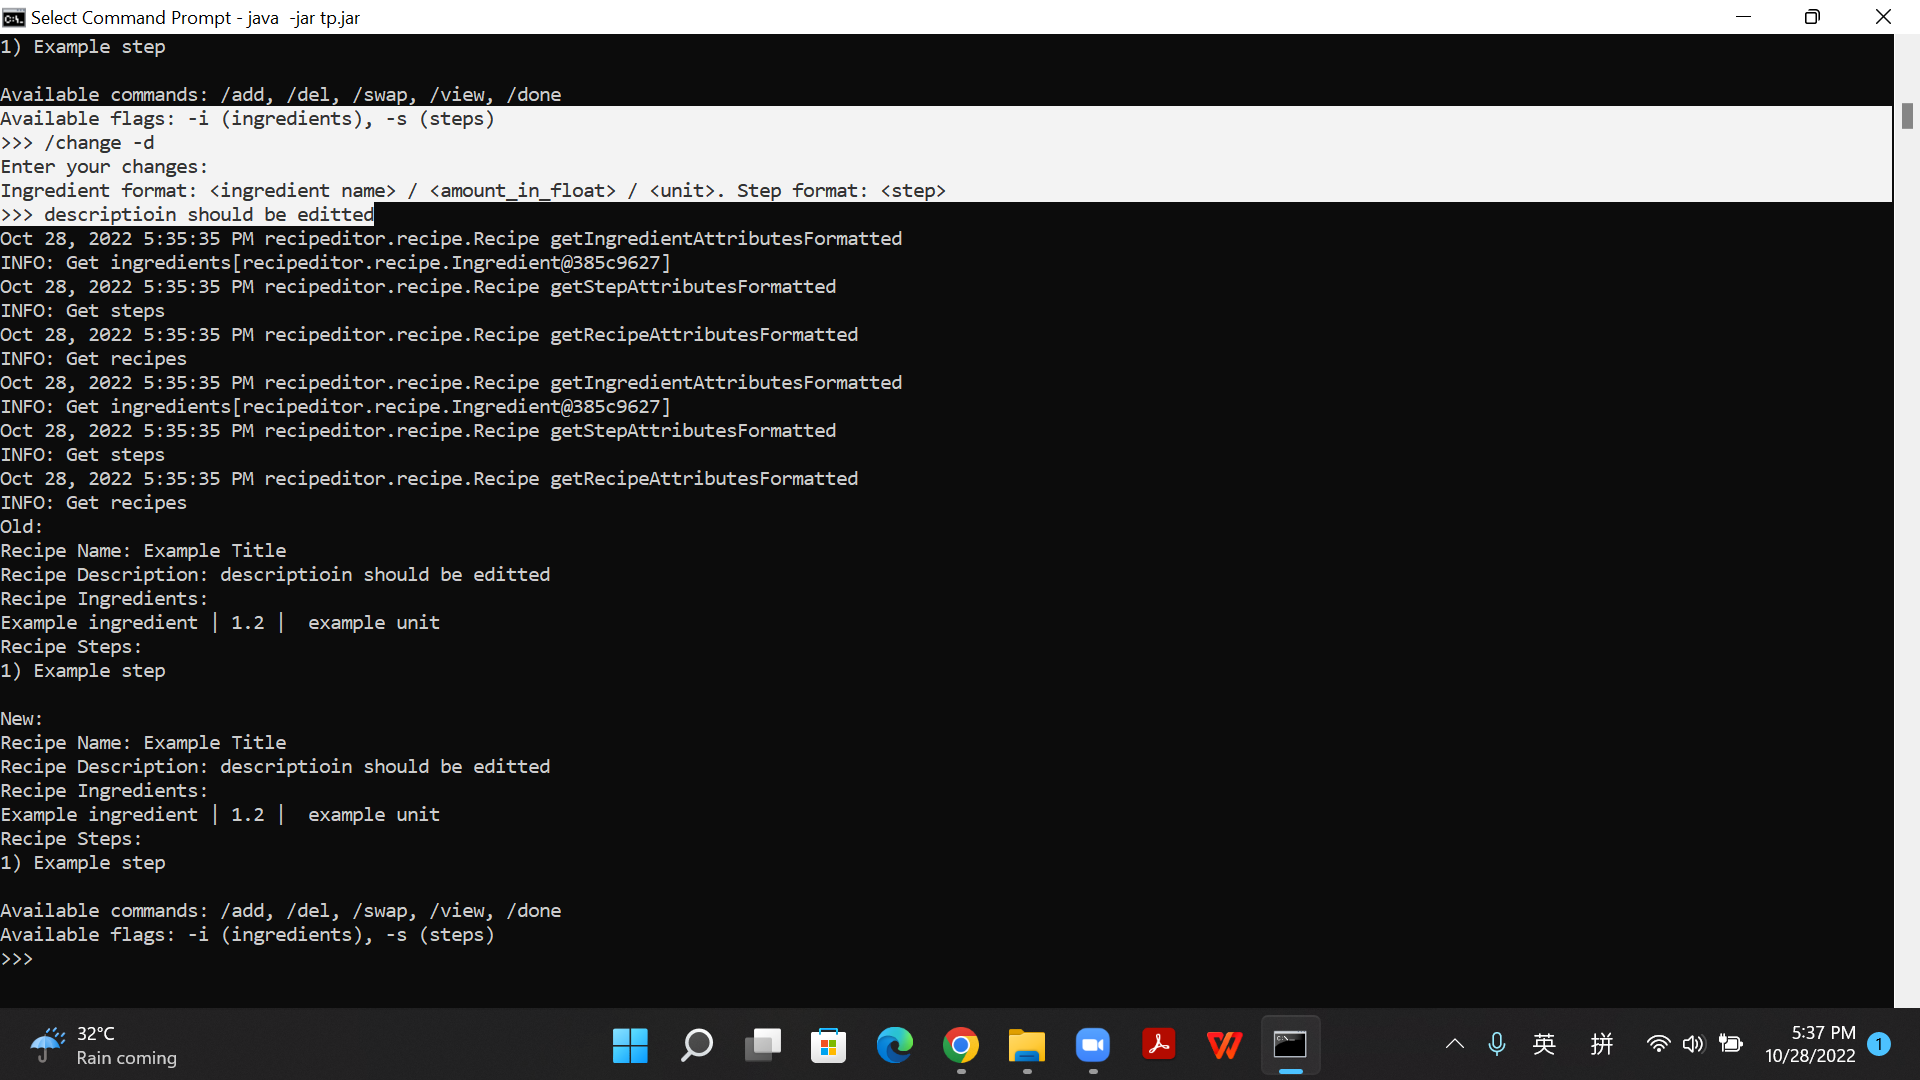 Select Command Prompt - java  -jar tp.jar
1) Example step
Available commands: /add, /del, /swap, /view, /done
Available flags: -i (ingredients), -s (steps)
>>> /change -d
Enter your changes:
Ingredient format: <ingredient name> / <amount_in_float> / <unit>. Step format: <step>
>>> descriptioin should be editted
Oct 28, 2022 5:35:35 PM recipeditor.recipe.Recipe getIngredientAttributesFormatted
INFO: Get ingredients[recipeditor.recipe.Ingredient@385c9627]
Oct 28, 2022 5:35:35 PM recipeditor.recipe.Recipe getStepAttributesFormatted
INFO: Get steps
Oct 28, 2022 5:35:35 PM recipeditor.recipe.Recipe getRecipeAttributesFormatted
INFO: Get recipes
Oct 28, 2022 5:35:35 PM recipeditor.recipe.Recipe getIngredientAttributesFormatted
INFO: Get ingredients[recipeditor.recipe.Ingredient@385c9627]
Oct 28, 2022 5:35:35 PM recipeditor.recipe.Recipe getStepAttributesFormatted
INFO: Get steps
Oct 28, 2022 5:35:35 PM recipeditor.recipe.Recipe getRecipeAttributesFormatted
INFO: Get recipes
Old:
Recipe Name: Example Title
Recipe Description: descriptioin should be editted
Recipe Ingredients:
Example ingredient | 1.2 |  example unit
Recipe Steps:
1) Example step
New:
Recipe Name: Example Title
Recipe Description: descriptioin should be editted
Recipe Ingredients:
Example ingredient | 1.2 |  example unit
Recipe Steps:
1) Example step
Available commands: /add, /del, /swap, /view, /done
Available flags: -i (ingredients), -s (steps)
>>>
32°C
Rain coming
英 拼
5:37 PM
10/28/2022
1